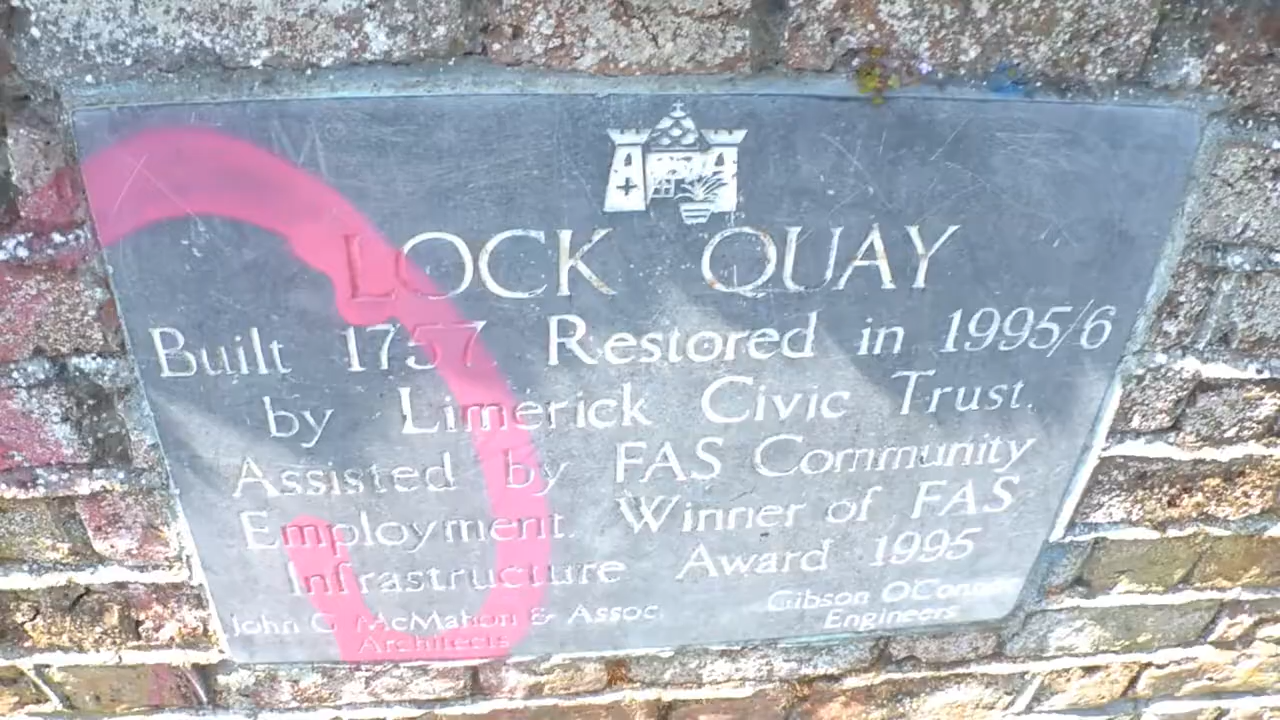 LOCK QUAY
Built 1757. Restored in 1995/6
by Limerick Civic Trust.
Assisted by FAS Community
Employment. Winner of FAS
Infrastructure Award 1995
John C McMahon & Assoc. Gibson O'Connor
Architects Engineers